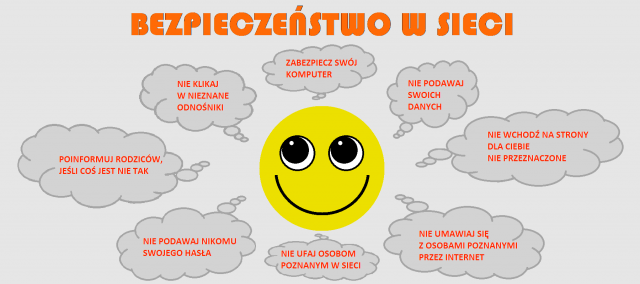 BEZPIECZEŃSTWO W SIECI
ZABEZPIECZ SWÓJ
KOMPUTER
NIE KLIKAJ
W NIEZNANE
ODNOŚNIKI
NIE PODAWAJ
SWOICH
DANYCH
POINFORMUJ RODZICÓW,
JEŚLI COŚ JEST NIE TAK
NIE WCHODŹ NA STRONY
DLA CIEBIE
NIE PRZEZNACZONE
NIE PODAWAJ NIKOMU
SWOJEGO HASŁA
NIE UFAJ OSOBOM
POZNANYM W SIECI
NIE UMAWIAJ SIĘ
Z OSOBAMI POZNANYMI
PRZEZ INTERNET